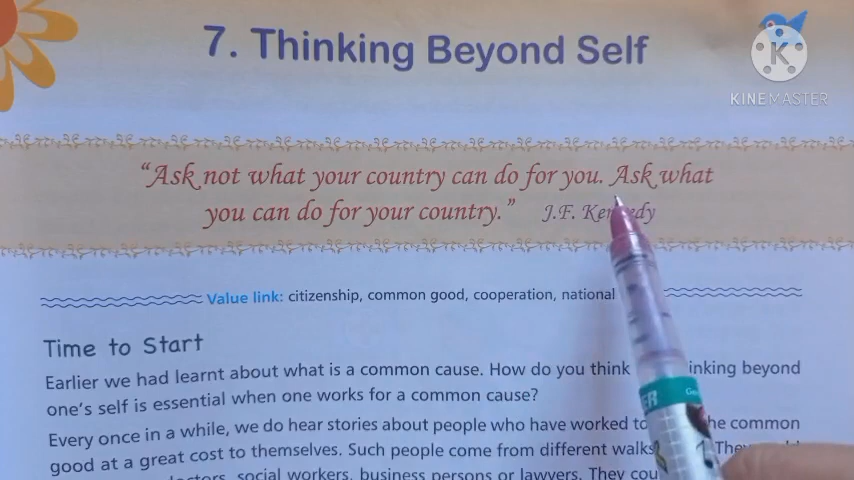 7. Thinking Beyond Self
K
KINEMASTER
“Ask not what your country can do for you. Ask what
you can do for your country.” J.F. Kennedy
Value link: citizenship, common good, cooperation, national
Time to Start
Earlier we had learnt about what is a common cause. How do you think inking beyond
one's self is essential when one works for a common cause?
Every once in a while, we do hear stories about people who have worked to he common
good at a great cost to themselves. Such people come from different walks
social workers, business persons or lawyers. They cou